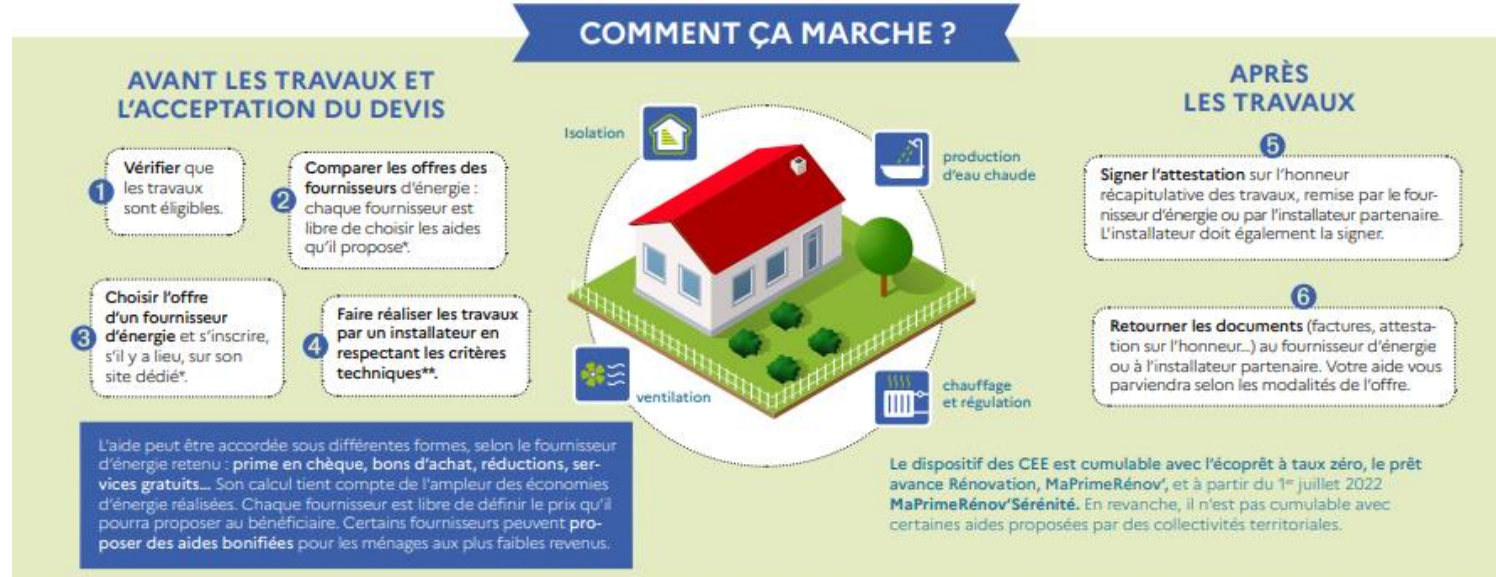 COMMENT ÇA MARCHE ?
AVANT LES TRAVAUX ET
L'ACCEPTATION DU DEVIS
1
Vérifier que
les travaux
sont éligibles.
2
Comparer les offres des
fournisseurs d'énergie :
chaque fournisseur est
libre de choisir les aides
qu'il propose*.
3
Choisir l'offre
d'un fournisseur
d'énergie et s'inscrire,
s'il y a lieu, sur son
site dédié*.
4
Faire réaliser les travaux
par un installateur en
respectant les critères
techniques**.
L'aide peut être accordée sous différentes formes, selon le fournisseur
d'énergie retenu : prime en chèque, bons d'achat, réductions, ser-
vices gratuits... Son calcul tient compte de l'ampleur des économies
d'énergie réalisées. Chaque fournisseur est libre de définir le prix qu'il
pourra proposer au bénéficiaire. Certains fournisseurs peuvent pro-
poser des aides bonifiées pour les ménages aux plus faibles revenus.
Isolation
production
d'eau chaude
ventilation
chauffage
et régulation
APRÈS
LES TRAVAUX
5
Signer l'attestation sur l'honneur
récapitulative des travaux, remise par le four-
nisseur d'énergie ou par l'installateur partenaire.
L'installateur doit également la signer.
6
Retourner les documents (factures, attesta-
tion sur l'honneur...) au fournisseur d'énergie
ou à l'installateur partenaire. Votre aide vous
parviendra selon les modalités de l'offre.
Le dispositif des CEE est cumulable avec l'écoprêt à taux zéro, le prêt
avance Rénovation, MaPrimeRénov', et à partir du 1er juillet 2022
MaPrimeRénov'Sérénité. En revanche, il n'est pas cumulable avec
certaines aides proposées par des collectivités territoriales.